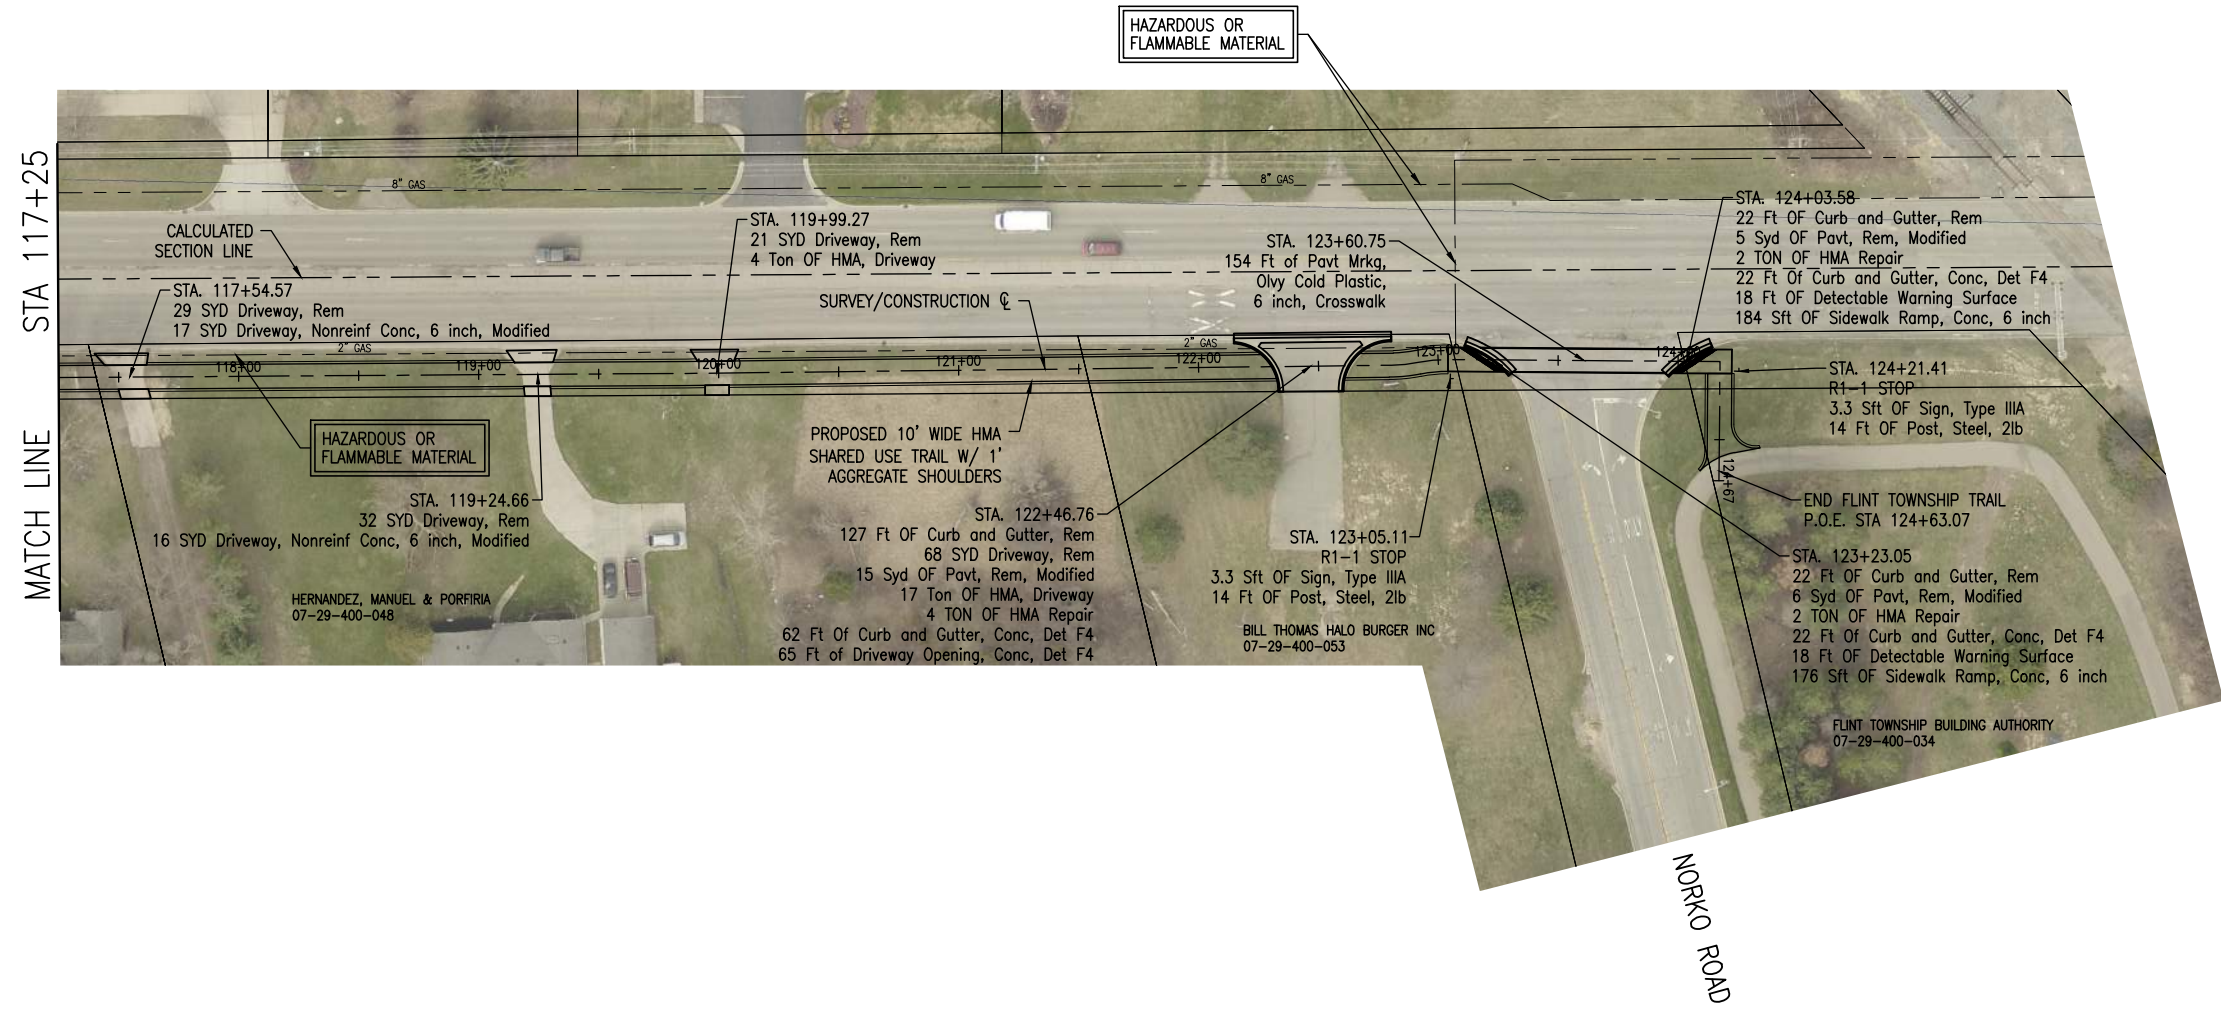 HAZARDOUS OR
FLAMMABLE MATERIAL
MATCH LINE STA 117+25
8" GAS
8" GAS
CALCULATED
SECTION LINE
STA. 117+54.57
29 SYD Driveway, Rem
17 SYD Driveway, Nonreinf Conc, 6 inch, Modified
STA. 119+99.27
21 SYD Driveway, Rem
4 Ton OF HMA, Driveway
SURVEY/CONSTRUCTION ℄
STA. 123+60.75
154 Ft of Pavt Mrkg,
Olvy Cold Plastic,
6 inch, Crosswalk
STA. 124+03.58
22 Ft OF Curb and Gutter, Rem
5 Syd OF Pavt, Rem, Modified
2 TON OF HMA Repair
22 Ft Of Curb and Gutter, Conc, Det F4
18 Ft OF Detectable Warning Surface
184 Sft OF Sidewalk Ramp, Conc, 6 inch
2" GAS
2" GAS
118+00
119+00
120+00
121+00
122+00
123+00
124+00
124+67
STA. 124+21.41
R1-1 STOP
3.3 Sft OF Sign, Type IIIA
14 Ft OF Post, Steel, 2lb
HAZARDOUS OR
FLAMMABLE MATERIAL
PROPOSED 10' WIDE HMA
SHARED USE TRAIL W/ 1'
AGGREGATE SHOULDERS
STA. 119+24.66
32 SYD Driveway, Rem
16 SYD Driveway, Nonreinf Conc, 6 inch, Modified
STA. 122+46.76
127 Ft OF Curb and Gutter, Rem
68 SYD Driveway, Rem
15 Syd OF Pavt, Rem, Modified
17 Ton OF HMA, Driveway
4 TON OF HMA Repair
62 Ft Of Curb and Gutter, Conc, Det F4
65 Ft of Driveway Opening, Conc, Det F4
STA. 123+05.11
R1-1 STOP
3.3 Sft OF Sign, Type IIIA
14 Ft OF Post, Steel, 2lb
END FLINT TOWNSHIP TRAIL
P.O.E. STA 124+63.07
STA. 123+23.05
22 Ft OF Curb and Gutter, Rem
6 Syd OF Pavt, Rem, Modified
2 TON OF HMA Repair
22 Ft Of Curb and Gutter, Conc, Det F4
18 Ft OF Detectable Warning Surface
176 Sft OF Sidewalk Ramp, Conc, 6 inch
HERNANDEZ, MANUEL & PORFIRIA
07-29-400-048
BILL THOMAS HALO BURGER INC
07-29-400-053
FLINT TOWNSHIP BUILDING AUTHORITY
07-29-400-034
NORKO ROAD